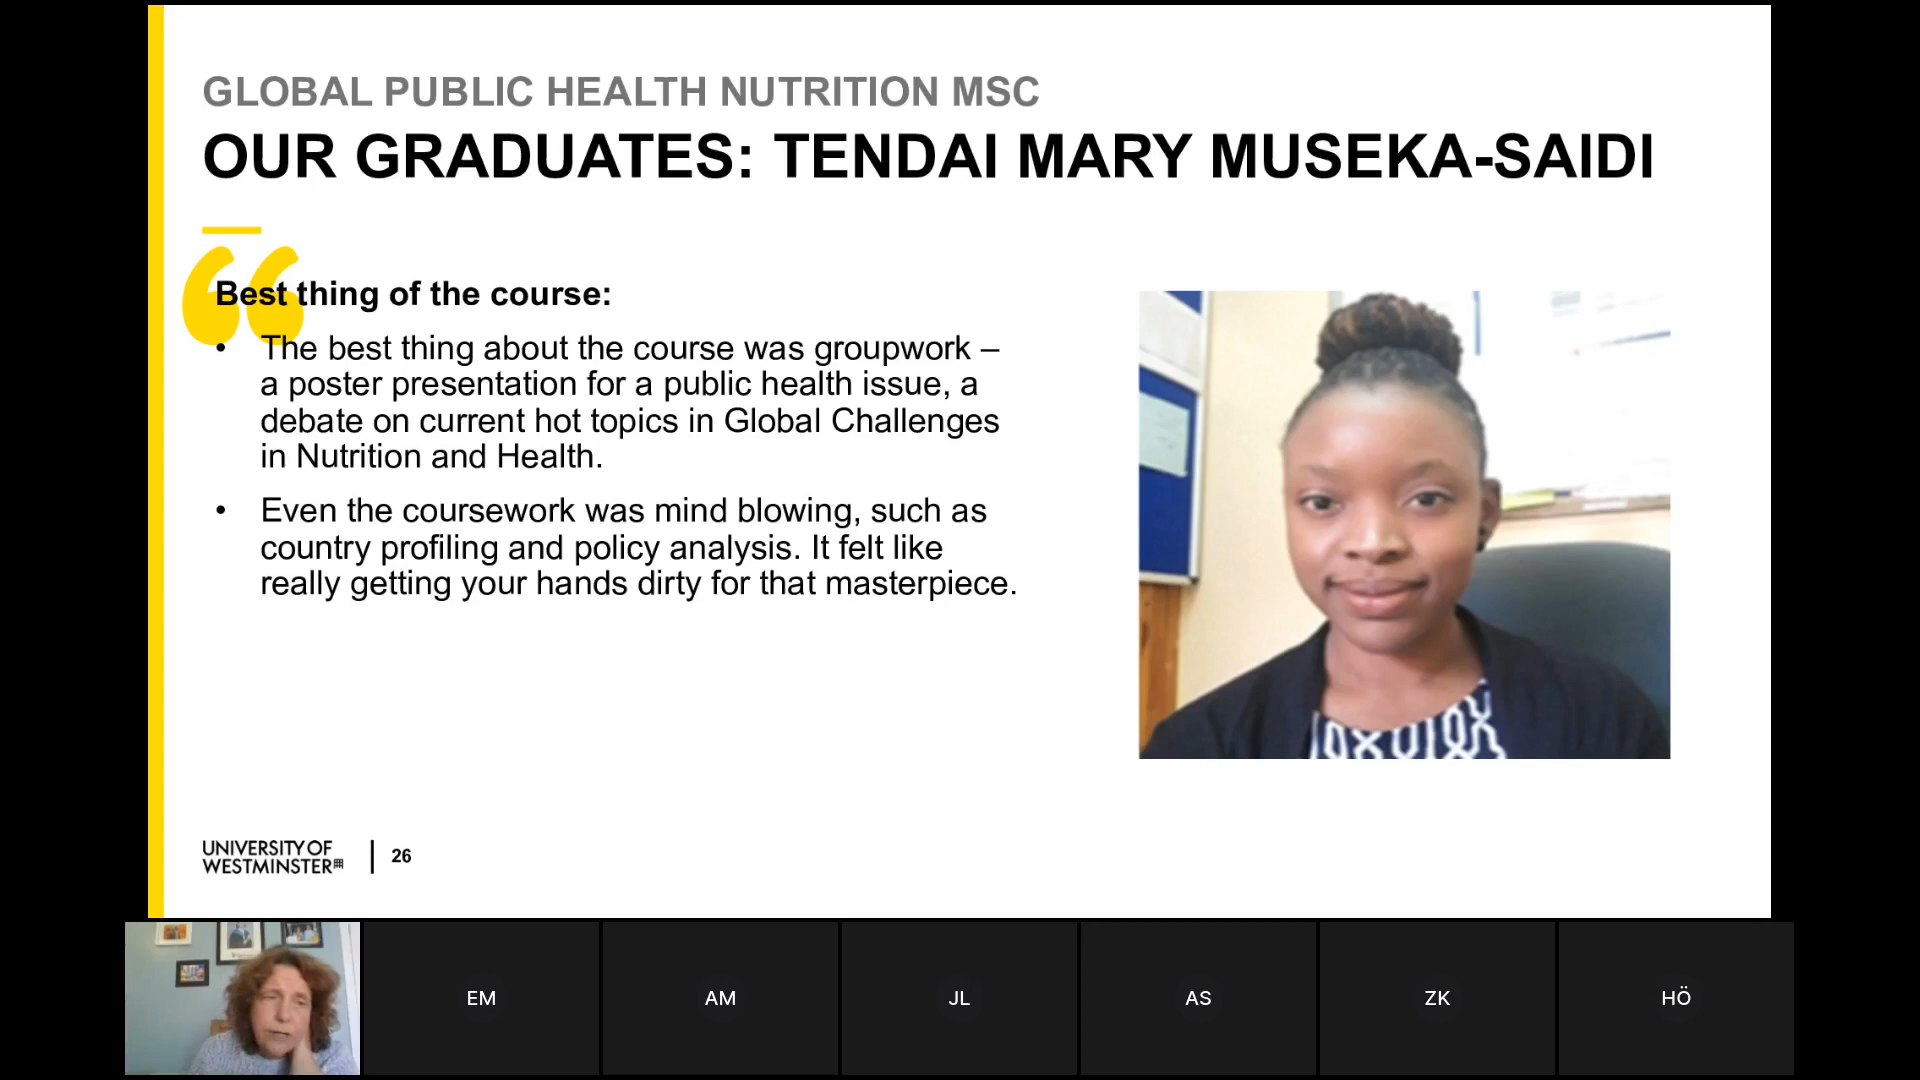 GLOBAL PUBLIC HEALTH NUTRITION MSC
OUR GRADUATES: TENDAI MARY MUSEKA-SAIDI
Best thing of the course:
• The best thing about the course was groupwork –
a poster presentation for a public health issue, a
debate on current hot topics in Global Challenges
in Nutrition and Health.
• Even the coursework was mind blowing, such as
country profiling and policy analysis. It felt like
really getting your hands dirty for that masterpiece.
UNIVERSITY OF
WESTMINSTER
26
EM
AM
JL
AS
ZK
HÖ